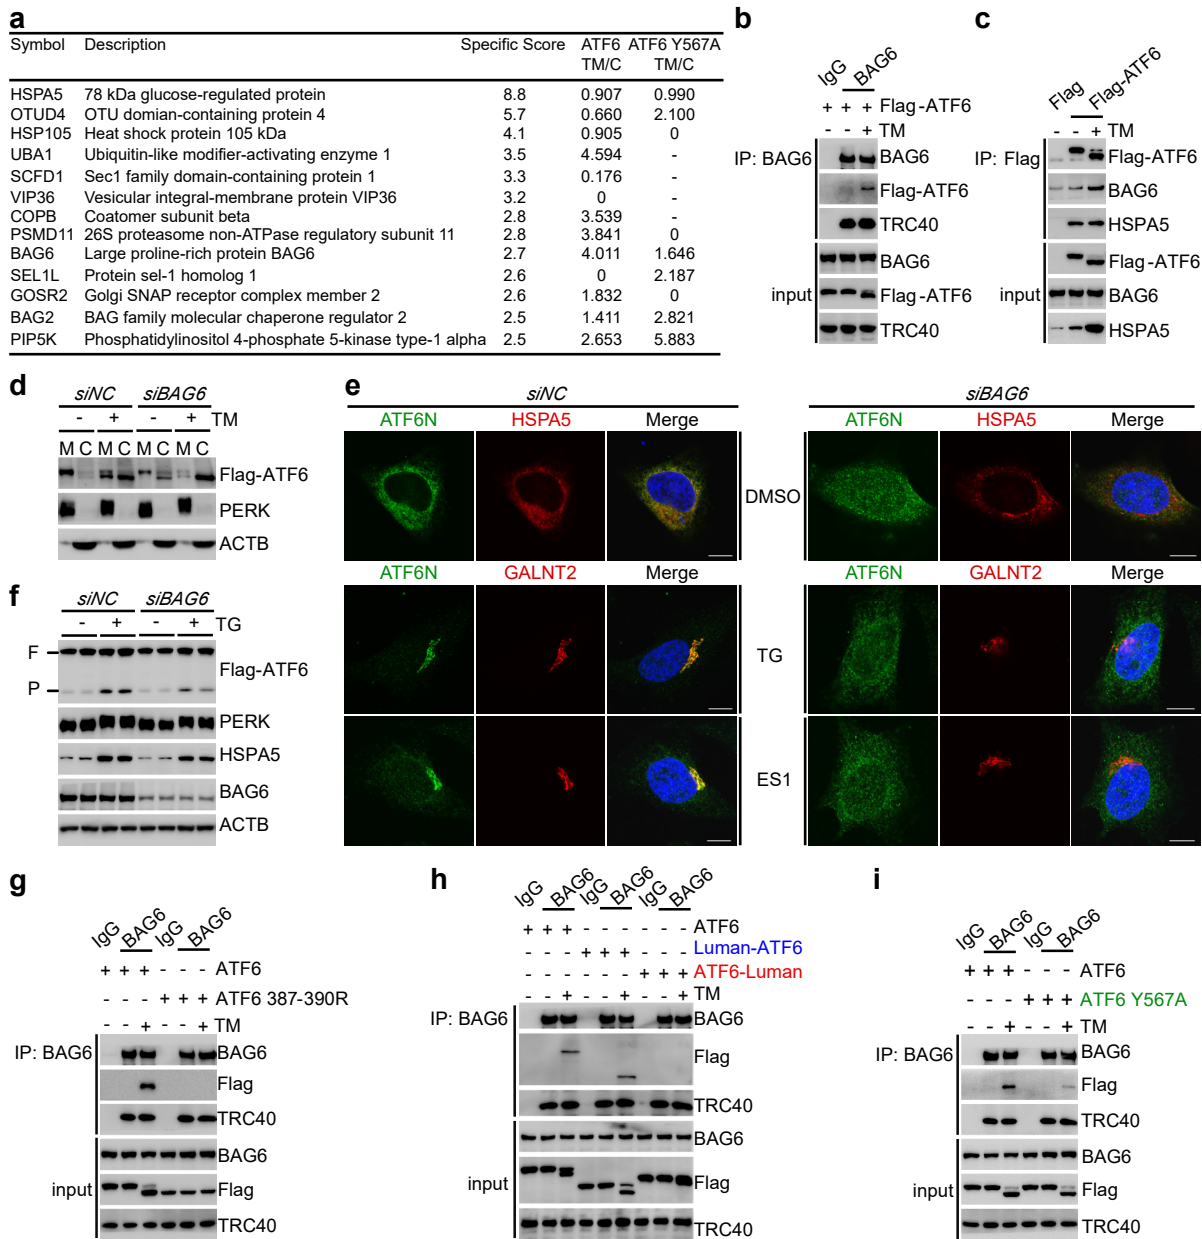 a
Symbol Description Specific Score ATF6 ATF6 Y567A
TM/C TM/C
HSPA5 78 kDa glucose-regulated protein 8.8 0.907 0.990
OTUD4 OTU domian-containing protein 4 5.7 0.660 2.100
HSP105 Heat shock protein 105 kDa 4.1 0.905 0
UBA1 Ubiquitin-like modifier-activating enzyme 1 3.5 4.594 -
SCFD1 Sec1 family domain-containing protein 1 3.3 0.176 -
VIP36 Vesicular integral-membrane protein VIP36 3.2 0 -
COPB Coatomer subunit beta 2.8 3.539 -
PSMD11 26S proteasome non-ATPase regulatory subunit 11 2.8 3.841 0
BAG6 Large proline-rich protein BAG6 2.7 4.011 1.646
SEL1L Protein sel-1 homolog 1 2.6 0 2.187
GOSR2 Golgi SNAP receptor complex member 2 2.6 1.832 0
BAG2 BAG family molecular chaperone regulator 2 2.5 1.411 2.821
PIP5K Phosphatidylinositol 4-phosphate 5-kinase type-1 alpha 2.5 2.653 5.883
b
IgG BAG6
+ + + Flag-ATF6
- - + TM
IP: BAG6 BAG6
Flag-ATF6
TRC40
BAG6
input Flag-ATF6
TRC40
c
Flag Flag-ATF6
- - + TM
IP: Flag Flag-ATF6
BAG6
HSPA5
Flag-ATF6
input BAG6
HSPA5
d
siNC siBAG6
- + - + TM
M C M C M C M C
Flag-ATF6
PERK
ACTB
e
siNC siBAG6
ATF6N HSPA5 Merge ATF6N HSPA5 Merge
DMSO
ATF6N GALNT2 Merge ATF6N GALNT2 Merge
TG
ES1
f
siNC siBAG6
- + - + TG
F
Flag-ATF6
P
PERK
HSPA5
BAG6
ACTB
g
IgG BAG6 IgG BAG6
+ + + - - - ATF6
- - - + + + ATF6 387-390R
- - + - - + TM
IP: BAG6 BAG6
Flag
TRC40
BAG6
input Flag
TRC40
h
IgG BAG6 IgG BAG6 IgG BAG6
+ + + - - - - - - ATF6
- - - + + + - - - Luman-ATF6
- - - - - - + + + ATF6-Luman
- - + - - + - - + TM
IP: BAG6 BAG6
Flag
TRC40
BAG6
input Flag
TRC40
i
IgG BAG6 IgG BAG6
+ + + - - - ATF6
- - - + + + ATF6 Y567A
- - + - - + TM
IP: BAG6 BAG6
Flag
TRC40
BAG6
input Flag
TRC40